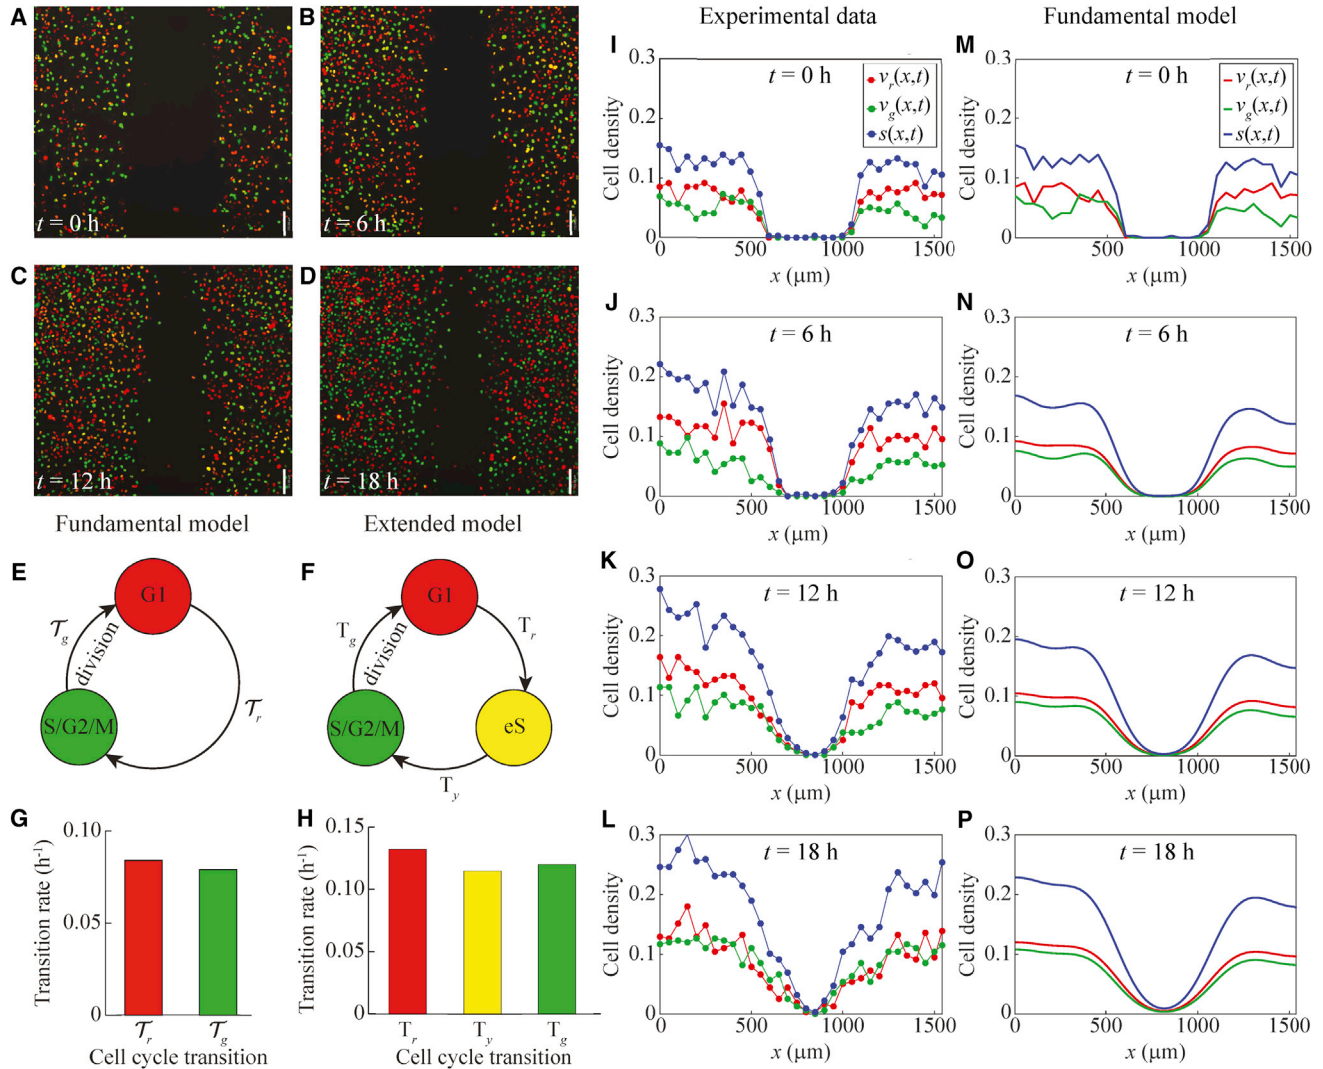 A
t = 0 h
B
t = 6 h
C
t = 12 h
D
t = 18 h
Fundamental model
Extended model
E
G1
S/G2/M
𝒯g
division
𝒯r
F
G1
eS
S/G2/M
Tg
division
Tr
Ty
G
Transition rate (h-1)
0.10
0.05
0
𝒯r
𝒯g
Cell cycle transition
H
Transition rate (h-1)
0.15
0.10
0.05
0
Tr
Ty
Tg
Cell cycle transition
Experimental data
I
t = 0 h
vr(x,t)
vg(x,t)
s(x,t)
Cell density
0.3
0.2
0.1
0
0
500
1000
1500
x (μm)
J
t = 6 h
Cell density
0.3
0.2
0.1
0
0
500
1000
1500
x (μm)
K
t = 12 h
Cell density
0.3
0.2
0.1
0
0
500
1000
1500
x (μm)
L
t = 18 h
Cell density
0.3
0.2
0.1
0
0
500
1000
1500
x (μm)
Fundamental model
M
t = 0 h
vr(x,t)
vg(x,t)
s(x,t)
Cell density
0.3
0.2
0.1
0
0
500
1000
1500
x (μm)
N
t = 6 h
Cell density
0.3
0.2
0.1
0
0
500
1000
1500
x (μm)
O
t = 12 h
Cell density
0.3
0.2
0.1
0
0
500
1000
1500
x (μm)
P
t = 18 h
Cell density
0.3
0.2
0.1
0
0
500
1000
1500
x (μm)